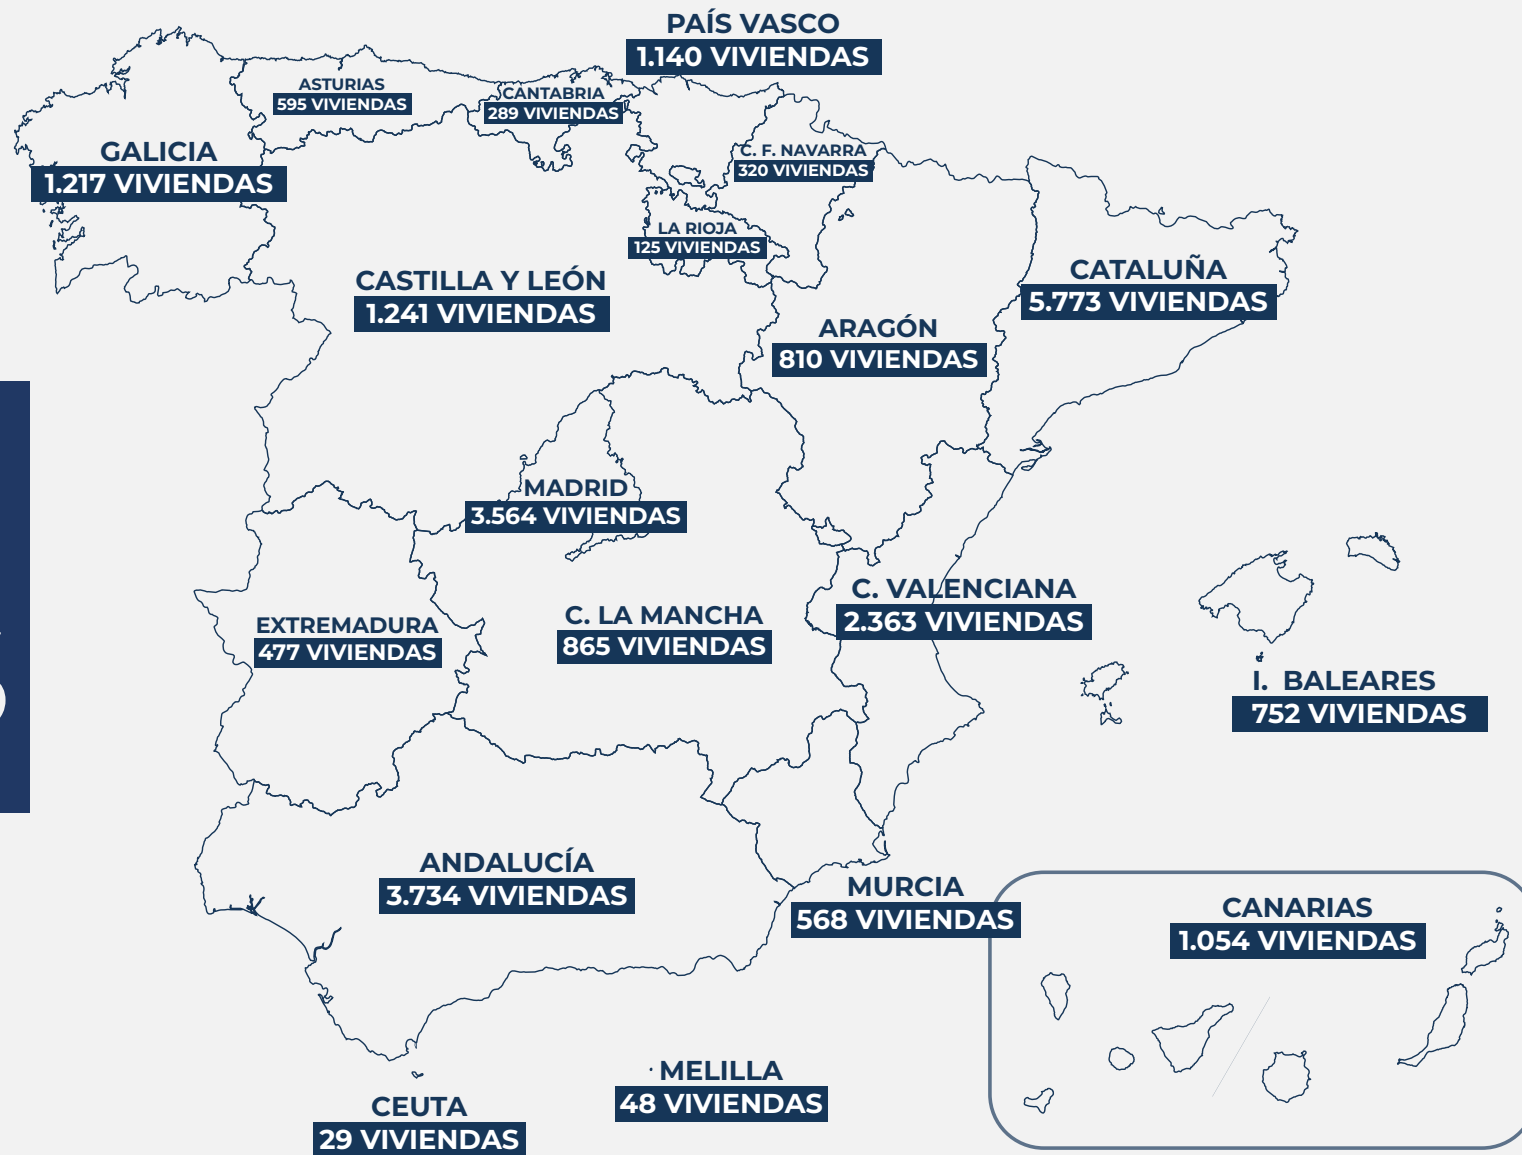 PAÍS VASCO
1.140 VIVIENDAS
ASTURIAS
595 VIVIENDAS
CANTABRIA
289 VIVIENDAS
GALICIA
1.217 VIVIENDAS
C. F. NAVARRA
320 VIVIENDAS
LA RIOJA
125 VIVIENDAS
CASTILLA Y LEÓN
1.241 VIVIENDAS
CATALUÑA
5.773 VIVIENDAS
ARAGÓN
810 VIVIENDAS
MADRID
3.564 VIVIENDAS
C. VALENCIANA
2.363 VIVIENDAS
C. LA MANCHA
865 VIVIENDAS
EXTREMADURA
477 VIVIENDAS
I. BALEARES
752 VIVIENDAS
ANDALUCÍA
3.734 VIVIENDAS
MURCIA
568 VIVIENDAS
CANARIAS
1.054 VIVIENDAS
MELILLA
48 VIVIENDAS
CEUTA
29 VIVIENDAS